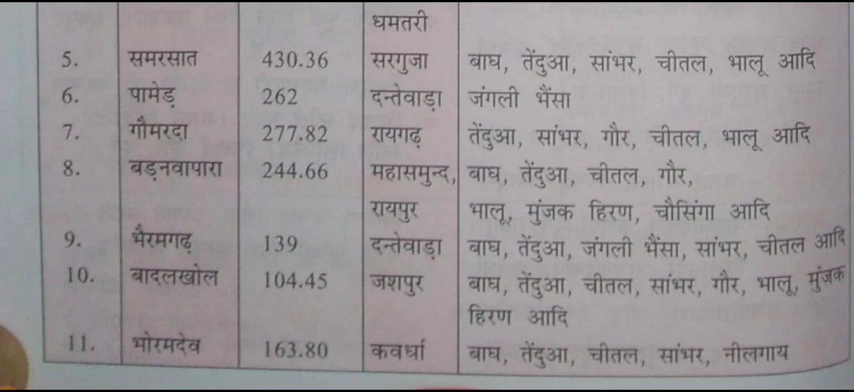 धमतरी
5. समरसात 430.36 सरगुजा बाघ, तेंदुआ, सांभर, चीतल, भालू आदि
6. पामेड़ 262 दन्तेवाड़ा जंगली भैंसा
7. गौमरदा 277.82 रायगढ़ तेंदुआ, सांभर, गौर, चीतल, भालू आदि
8. बड़नवापारा 244.66 महासमुन्द, बाघ, तेंदुआ, चीतल, गौर,
रायपुर भालू, मुंजक हिरण, चौसिंगा आदि
9. भैरमगढ़ 139 दन्तेवाड़ा बाघ, तेंदुआ, जंगली भैंसा, सांभर, चीतल आदि
10. बादलखोल 104.45 जशपुर बाघ, तेंदुआ, चीतल, सांभर, गौर, भालू, मुंजक
हिरण आदि
11. भोरमदेव 163.80 कवर्धा बाघ, तेंदुआ, चीतल, सांभर, नीलगाय